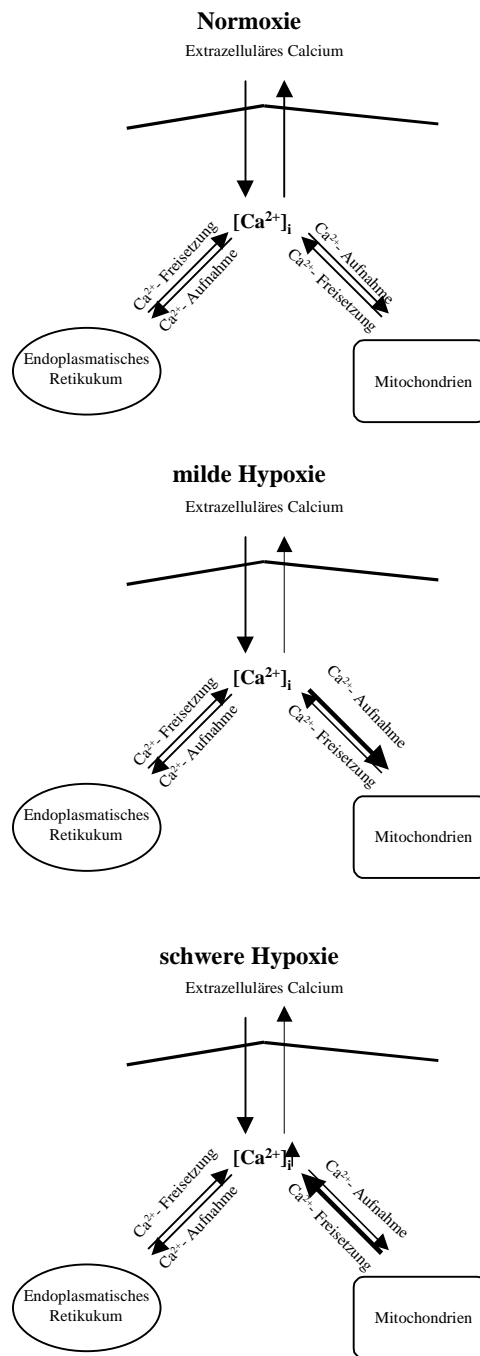 Normoxie
Extrazelluläres Calcium
[Ca²⁺]ᵢ
Ca²⁺- Freisetzung
Ca²⁺- Aufnahme
Ca²⁺- Aufnahme
Ca²⁺- Freisetzung
Endoplasmatisches
Retikukum
Mitochondrien
milde Hypoxie
Extrazelluläres Calcium
[Ca²⁺]ᵢ
Ca²⁺- Freisetzung
Ca²⁺- Aufnahme
Ca²⁺- Aufnahme
Ca²⁺- Freisetzung
Endoplasmatisches
Retikukum
Mitochondrien
schwere Hypoxie
Extrazelluläres Calcium
[Ca²⁺]ᵢ
Ca²⁺- Freisetzung
Ca²⁺- Aufnahme
Ca²⁺- Aufnahme
Ca²⁺- Freisetzung
Endoplasmatisches
Retikukum
Mitochondrien